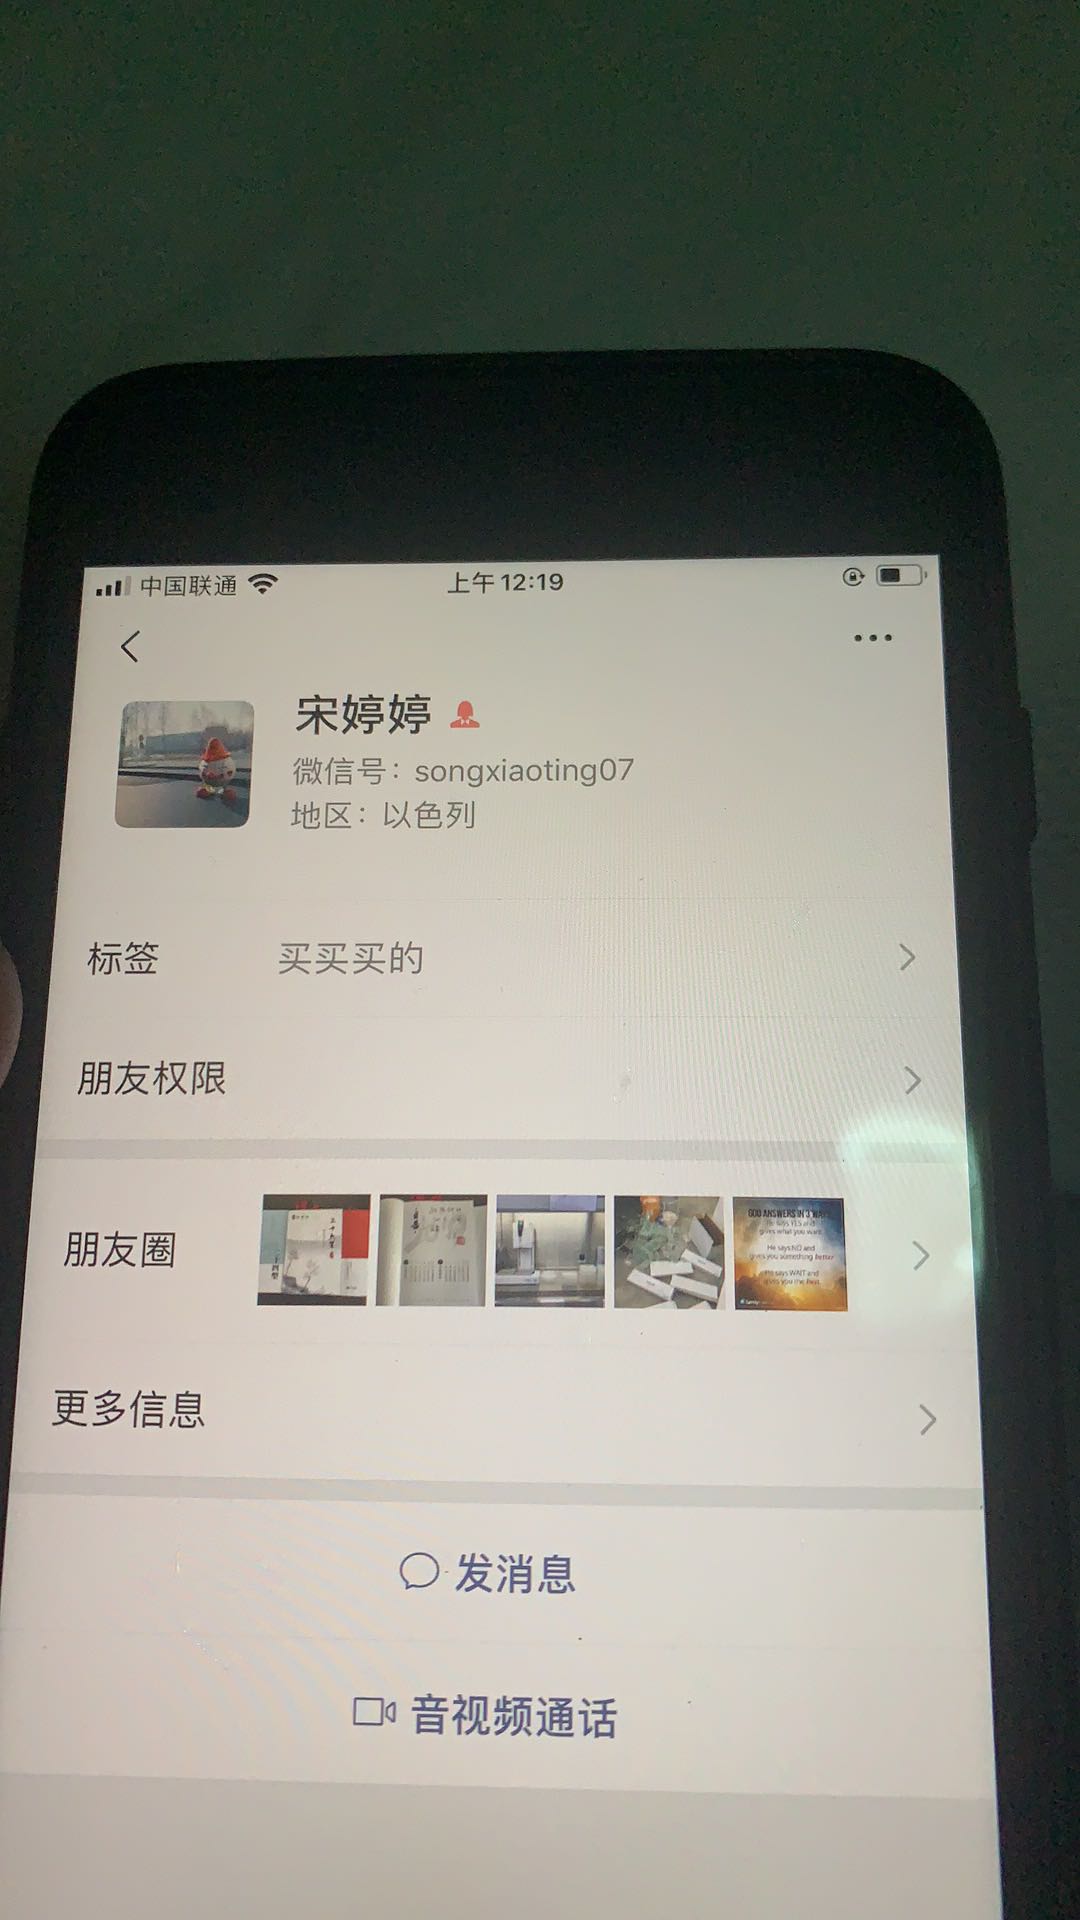 中国联通
上午12:19
宋婷婷
微信号：songxiaoting07
地区：以色列
标签
买买买的
朋友权限
朋友圈
GOD ANSWERS IN 3 WAYS
He says YES and
gives what you want.
He says NO and
gives you something better
He says WAIT and
gives you the best.
更多信息
发消息
音视频通话